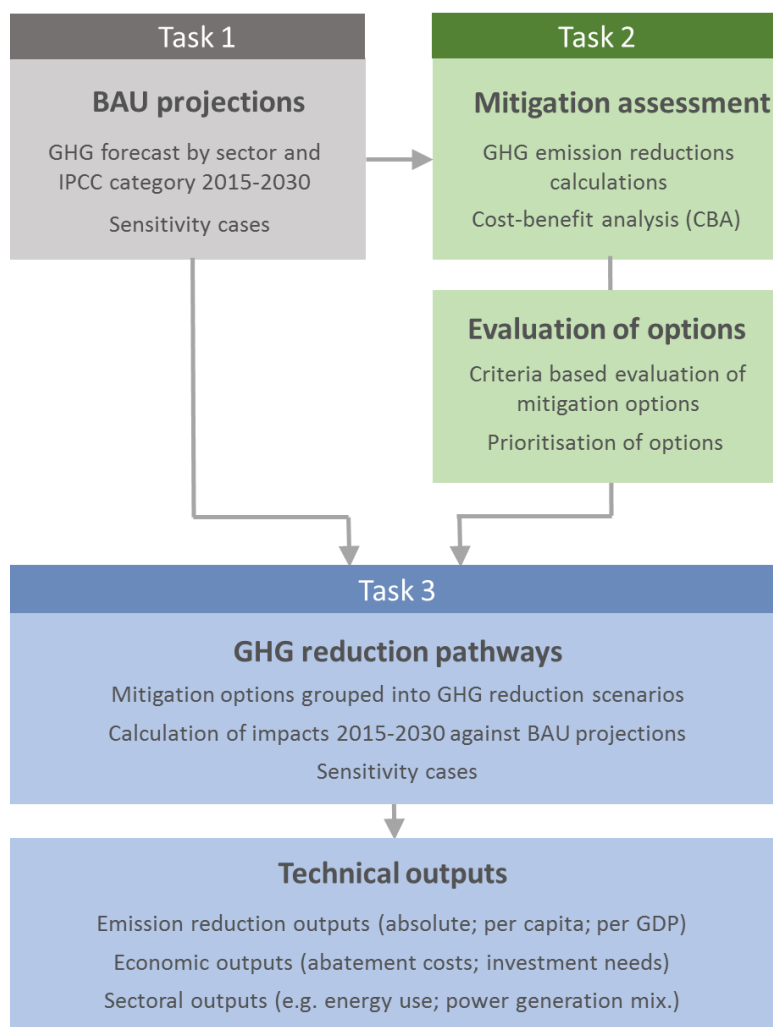 Task 1
BAU projections
GHG forecast by sector and
IPCC category 2015-2030
Sensitivity cases
Task 2
Mitigation assessment
GHG emission reductions
calculations
Cost-benefit analysis (CBA)
Evaluation of options
Criteria based evaluation of
mitigation options
Prioritisation of options
Task 3
GHG reduction pathways
Mitigation options grouped into GHG reduction scenarios
Calculation of impacts 2015-2030 against BAU projections
Sensitivity cases
Technical outputs
Emission reduction outputs (absolute; per capita; per GDP)
Economic outputs (abatement costs; investment needs)
Sectoral outputs (e.g. energy use; power generation mix.)